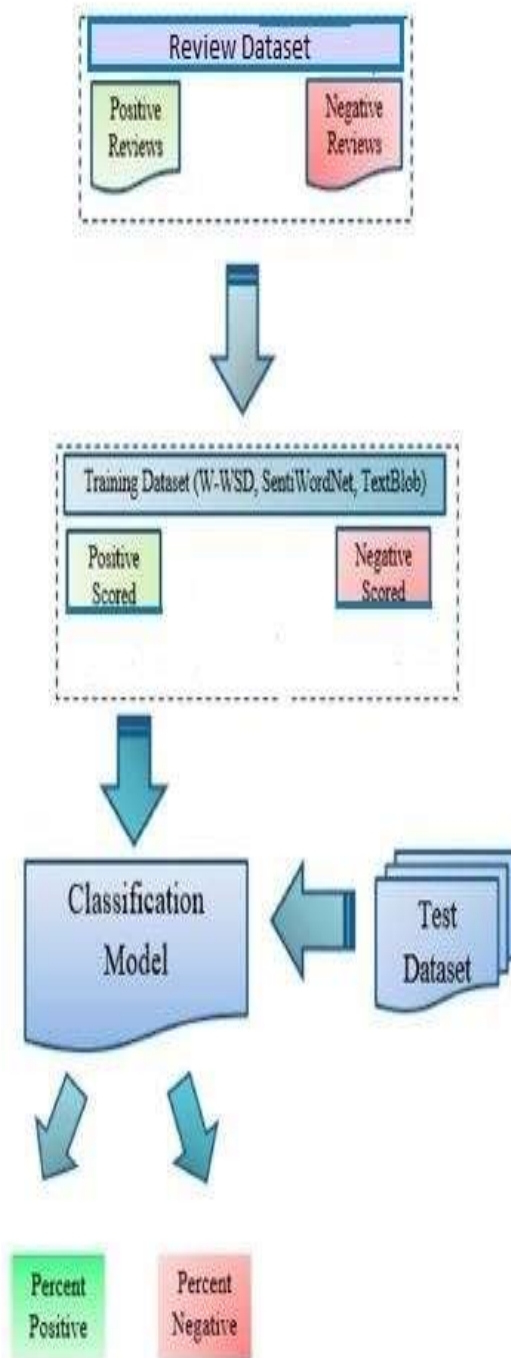 Review Dataset
Positive
Reviews
Negative
Reviews
Training Dataset (W-WSD, SentiWordNet, TextBlob)
Positive
Scored
Negative
Scored
Classification
Model
Test
Dataset
Percent
Positive
Percent
Negative